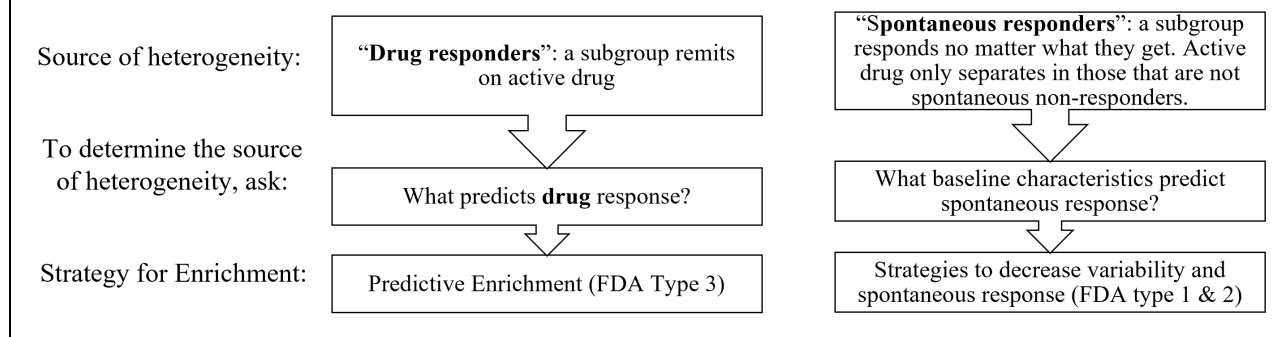 Source of heterogeneity:
“Drug responders”: a subgroup remits
on active drug
“Spontaneous responders”: a subgroup
responds no matter what they get. Active
drug only separates in those that are not
spontaneous non-responders.
To determine the source
of heterogeneity, ask:
What predicts drug response?
What baseline characteristics predict
spontaneous response?
Strategy for Enrichment:
Predictive Enrichment (FDA Type 3)
Strategies to decrease variability and
spontaneous response (FDA type 1 & 2)